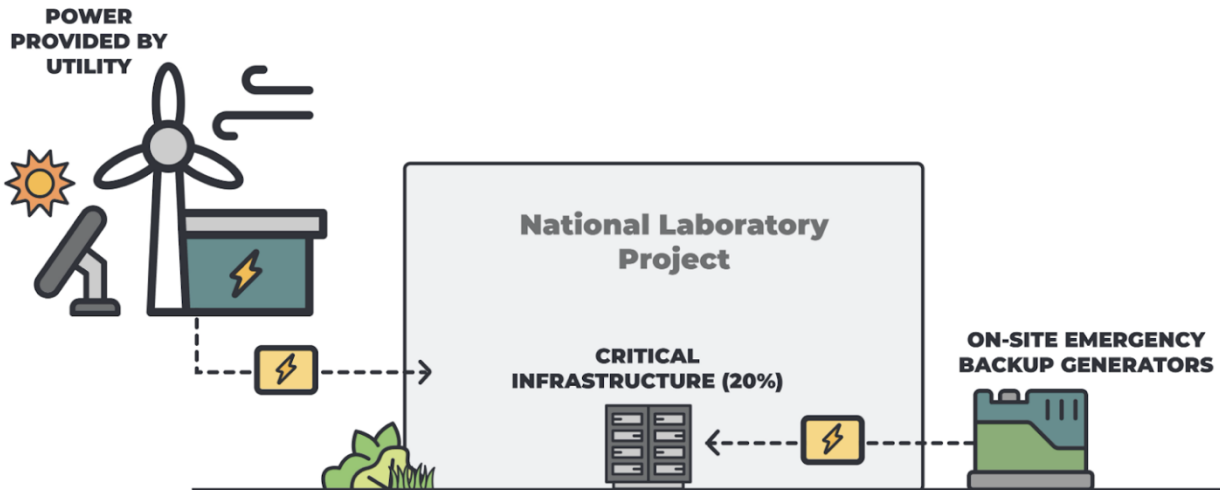 POWER
PROVIDED BY
UTILITY
National Laboratory
Project
CRITICAL
INFRASTRUCTURE (20%)
ON-SITE EMERGENCY
BACKUP GENERATORS